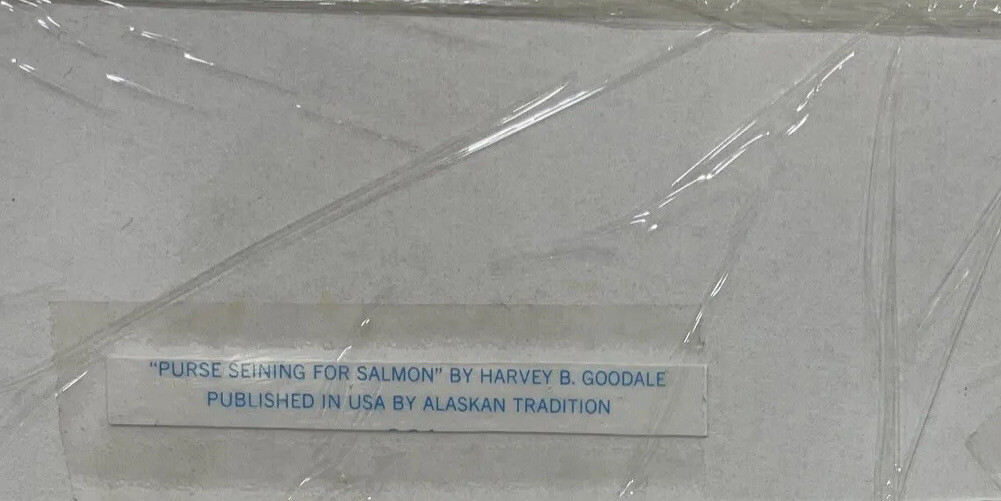 “PURSE SEINING FOR SALMON” BY HARVEY B. GOODALE
PUBLISHED IN USA BY ALASKAN TRADITION